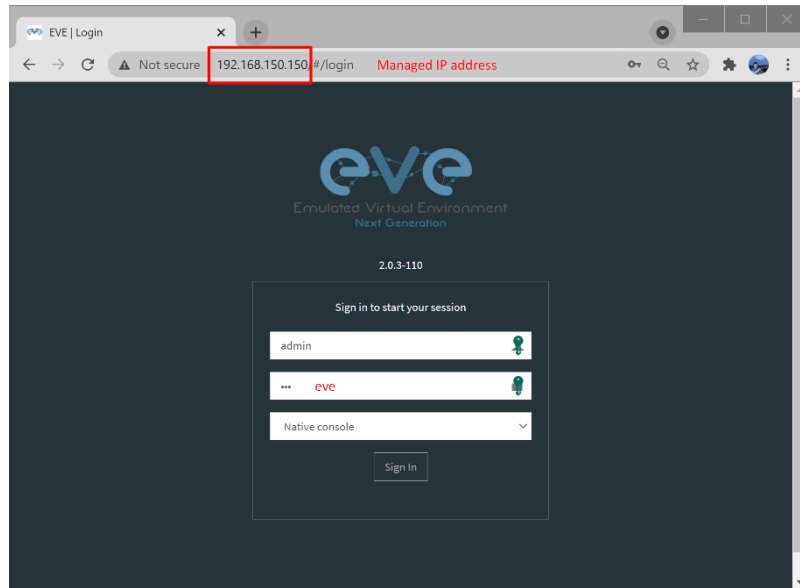 EVE | Login
Not secure 192.168.150.150/#/login Managed IP address
eve
Emulated Virtual Environment
Next Generation
2.0.3-110
Sign in to start your session
admin
••• eve
Native console
Sign In